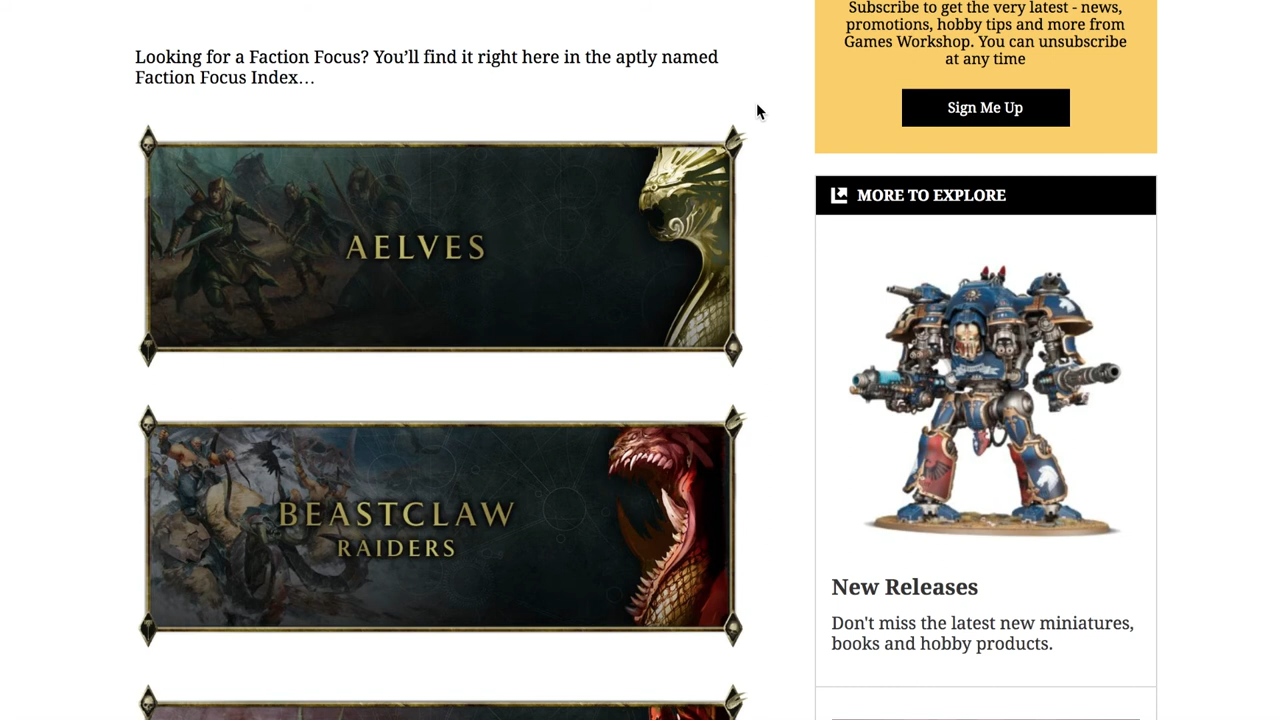 Looking for a Faction Focus? You’ll find it right here in the aptly named
Faction Focus Index…
AELVES
BEASTCLAW
RAIDERS
Subscribe to get the very latest - news,
promotions, hobby tips and more from
Games Workshop. You can unsubscribe
at any time
Sign Me Up
MORE TO EXPLORE
New Releases
Don't miss the latest new miniatures,
books and hobby products.